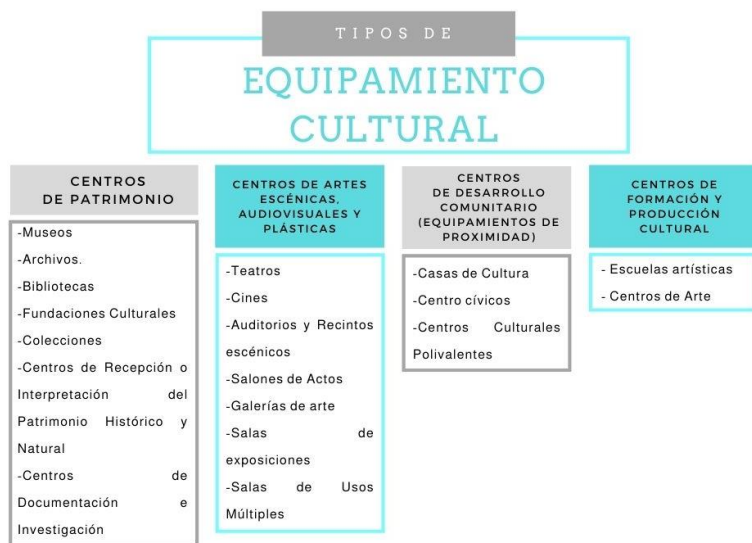 TIPOS DE
EQUIPAMIENTO
CULTURAL
CENTROS
DE PATRIMONIO
-Museos
-Archivos.
-Bibliotecas
-Fundaciones Culturales
-Colecciones
-Centros de Recepción o
Interpretación del
Patrimonio Histórico y
Natural
-Centros de
Documentación e
Investigación
CENTROS DE ARTES
ESCÉNICAS,
AUDIOVISUALES Y
PLÁSTICAS
-Teatros
-Cines
-Auditorios y Recintos
escénicos
-Salones de Actos
-Galerías de arte
-Salas de
exposiciones
-Salas de Usos
Múltiples
CENTROS
DE DESARROLLO
COMUNITARIO
(EQUIPAMIENTOS DE
PROXIMIDAD)
-Casas de Cultura
-Centro cívicos
-Centros Culturales
Polivalentes
CENTROS DE
FORMACIÓN Y
PRODUCCIÓN
CULTURAL
- Escuelas artísticas
- Centros de Arte